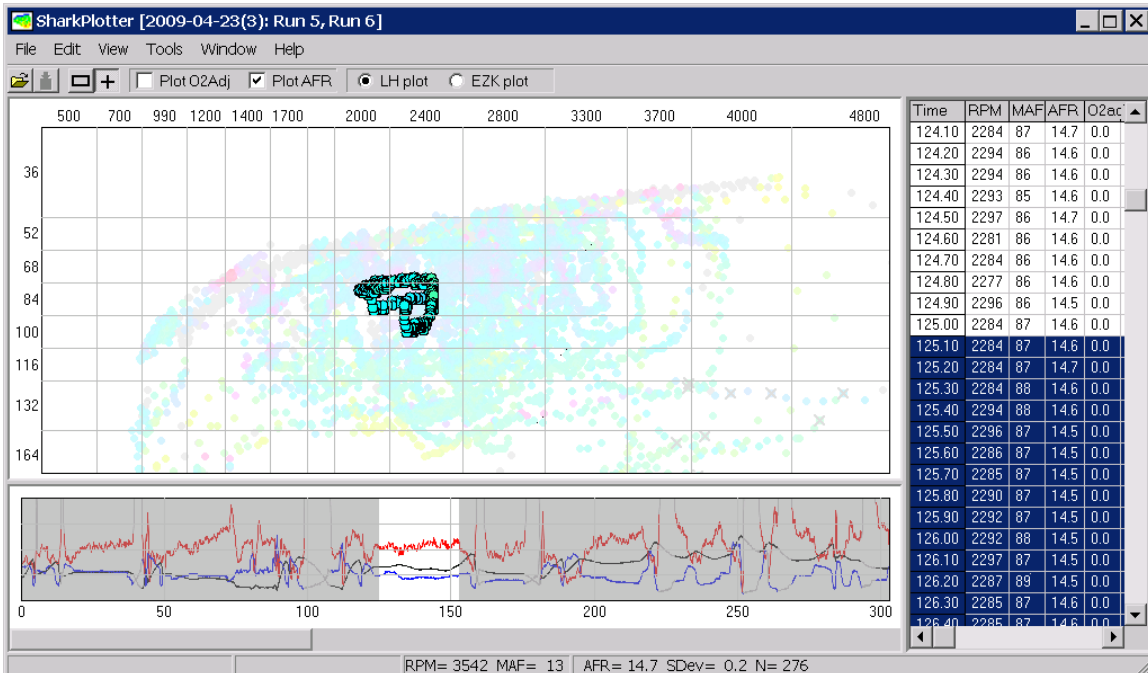 SharkPlotter [2009-04-23(3): Run 5, Run 6]
File Edit View Tools Window Help
Plot O2Adj Plot AFR LH plot EZK plot
500 700 990 1200 1400 1700 2000 2400 2800 3300 3700 4000 4800
36
52
68
84
100
116
132
164
0 50 100 150 200 250 300
Time RPM MAF AFR O2ad
124.10 2284 87 14.7 0.0
124.20 2294 86 14.6 0.0
124.30 2294 86 14.6 0.0
124.40 2293 85 14.6 0.0
124.50 2297 86 14.7 0.0
124.60 2281 86 14.6 0.0
124.70 2284 86 14.6 0.0
124.80 2277 86 14.6 0.0
124.90 2296 86 14.5 0.0
125.00 2284 87 14.6 0.0
125.10 2284 87 14.6 0.0
125.20 2284 87 14.7 0.0
125.30 2284 88 14.6 0.0
125.40 2294 88 14.6 0.0
125.50 2296 87 14.5 0.0
125.60 2286 87 14.5 0.0
125.70 2285 87 14.5 0.0
125.80 2290 87 14.5 0.0
125.90 2292 87 14.5 0.0
126.00 2292 88 14.5 0.0
126.10 2297 87 14.5 0.0
126.20 2287 89 14.5 0.0
126.30 2285 87 14.6 0.0
126.40 2285 87 14.6 0.0
RPM= 3542 MAF= 13 AFR= 14.7 SDev= 0.2 N= 276